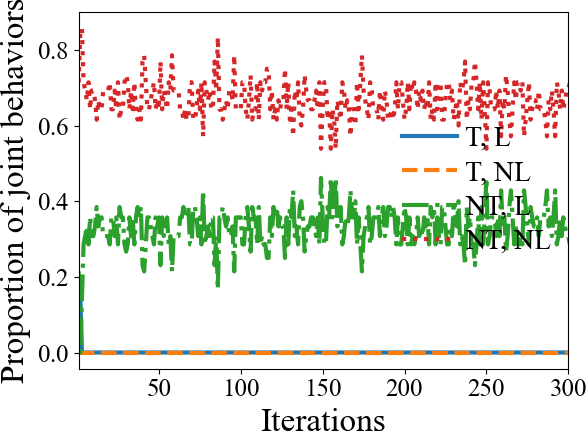 Proportion of joint behaviors
0.8
0.6
0.4
0.2
0.0
T, L
T, NL
NT, L
NT, NL
50
100
150
200
250
300
Iterations